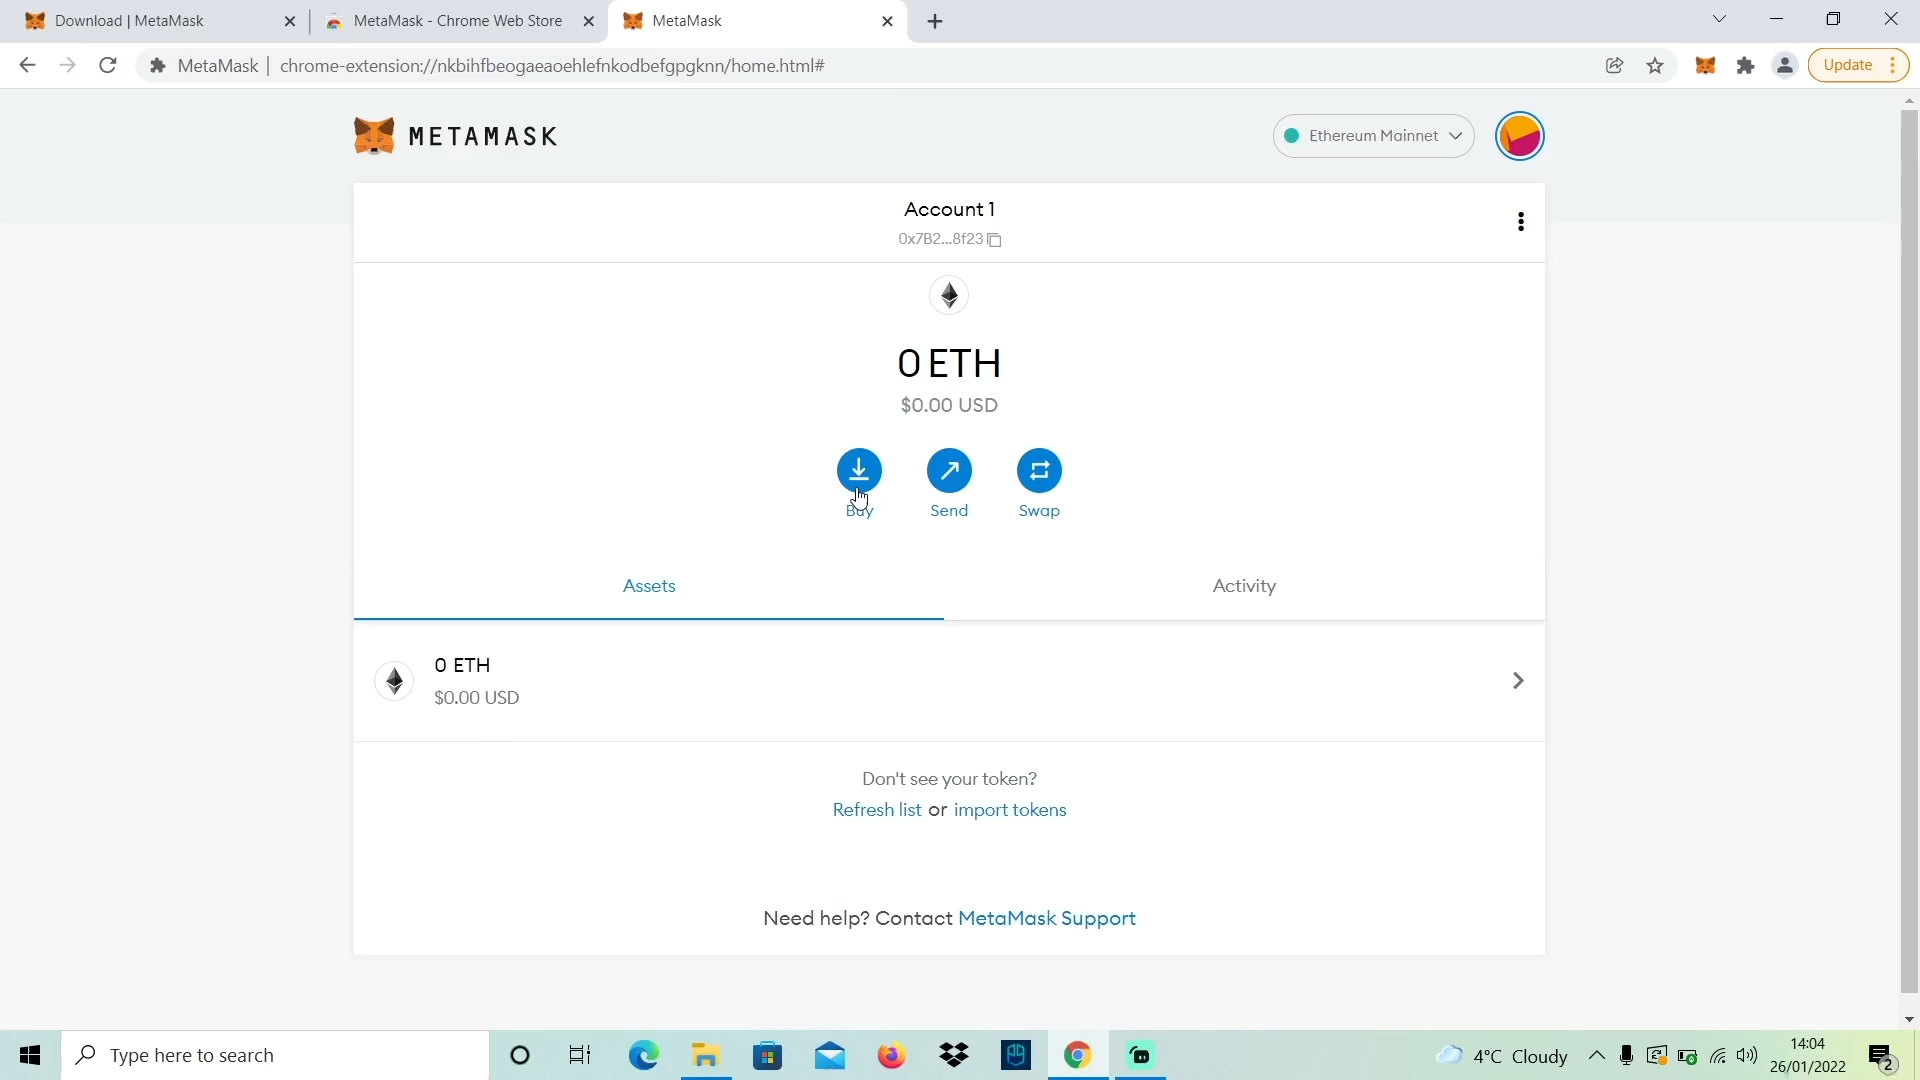 Download | MetaMask
MetaMask - Chrome Web Store
MetaMask
MetaMask | chrome-extension://nkbihfbeogaeaoehlefnkodbefgpgknn/home.html#
Update
METAMASK
Ethereum Mainnet
Account 1
0x7B2...8f23
0 ETH
$0.00 USD
Buy
Send
Swap
Assets
Activity
0 ETH
$0.00 USD
Don't see your token?
Refresh list or import tokens
Need help? Contact MetaMask Support
Type here to search
4°C Cloudy
14:04
26/01/2022
2